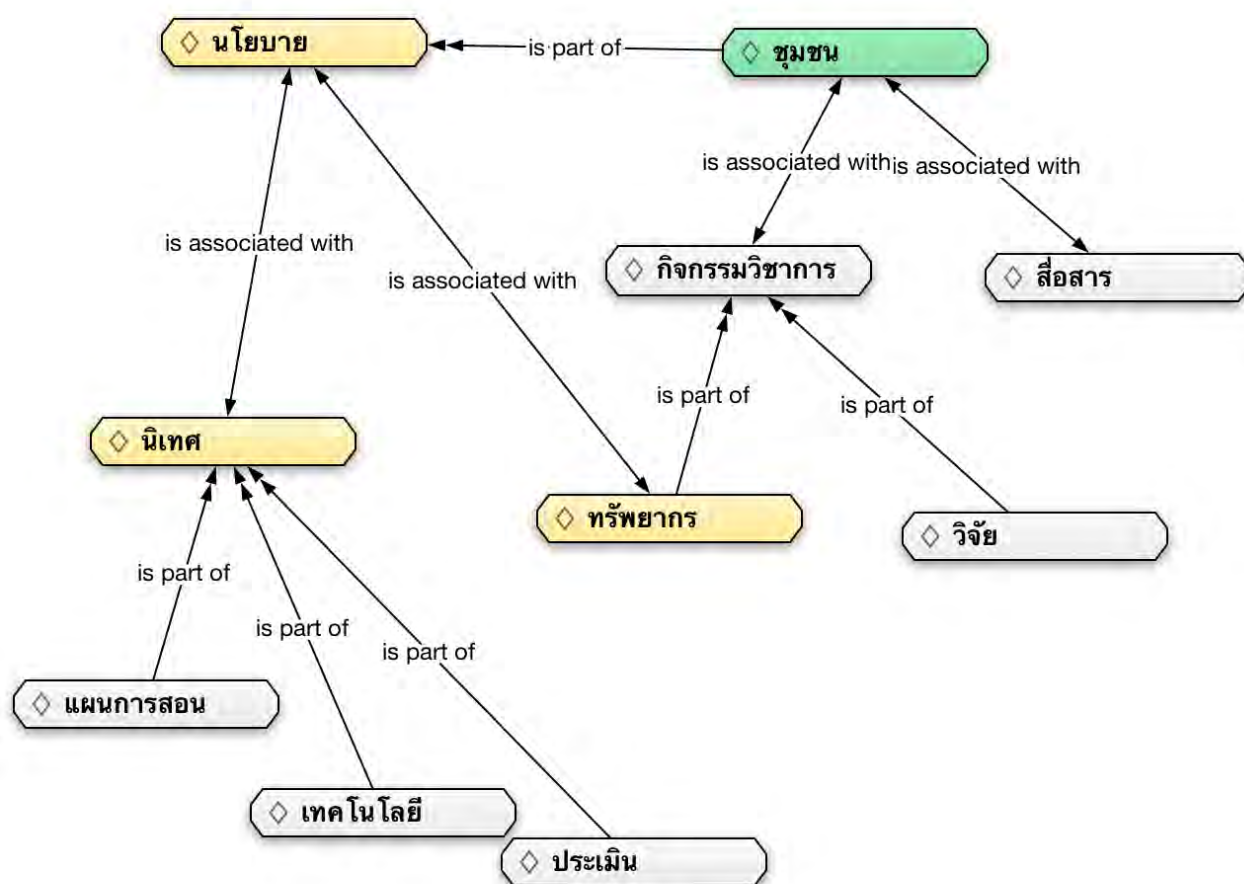 ◇ นโยบาย
is part of
◇ ชุมชน
is associated with
is associated with
is associated with
◇ กิจกรรมวิชาการ
◇ สื่อสาร
is associated with
is part of
is part of
◇ นิเทศ
◇ ทรัพยากร
◇ วิจัย
is part of
is part of
is part of
◇ แผนการสอน
◇ เทคโนโลยี
◇ ประเมิน